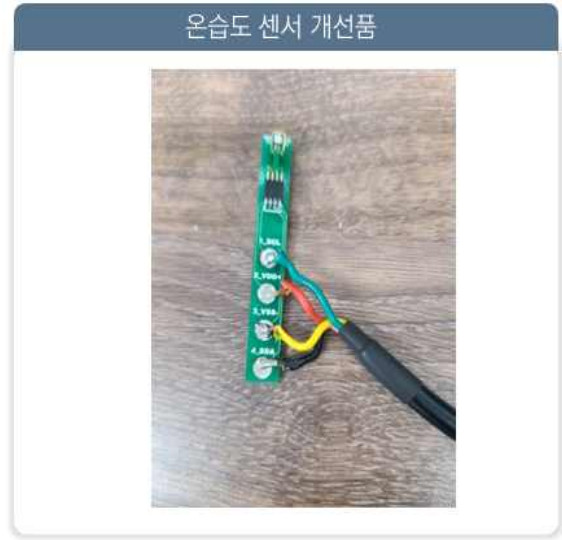 온습도 센서 개선품
1_SCL
2_VDD+
3_VSS-
4_SDA